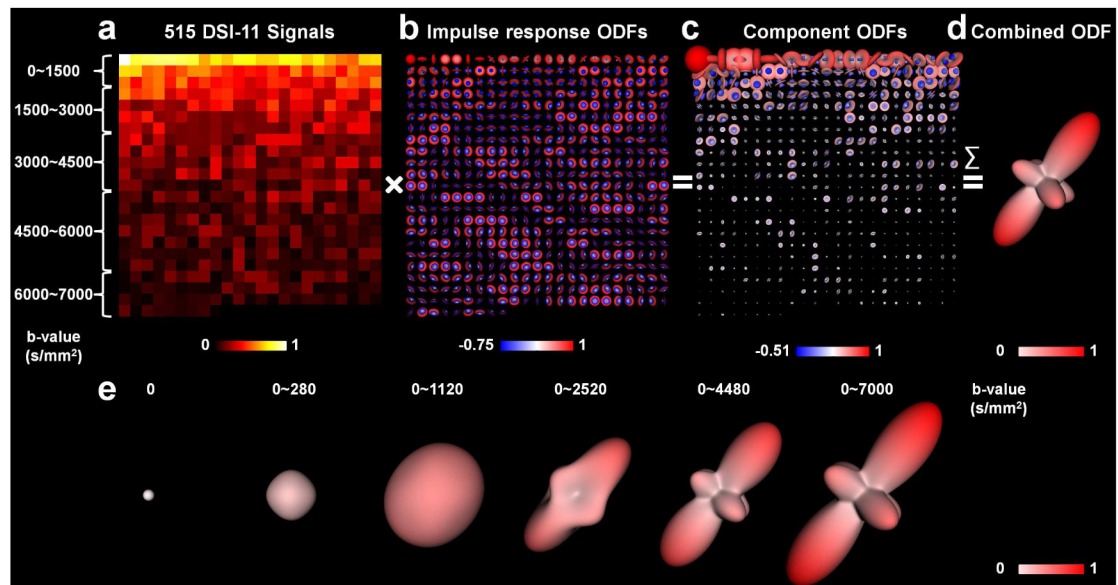 a 515 DSI-11 Signals
b Impulse response ODFs
c Component ODFs
d Combined ODF
0~1500
1500~3000
3000~4500
4500~6000
6000~7000
× = Σ =
b-value
(s/mm²)
0 1
-0.75 1
-0.51 1
0 1
e 0 0~280 0~1120 0~2520 0~4480 0~7000 b-value
(s/mm²)
0 1